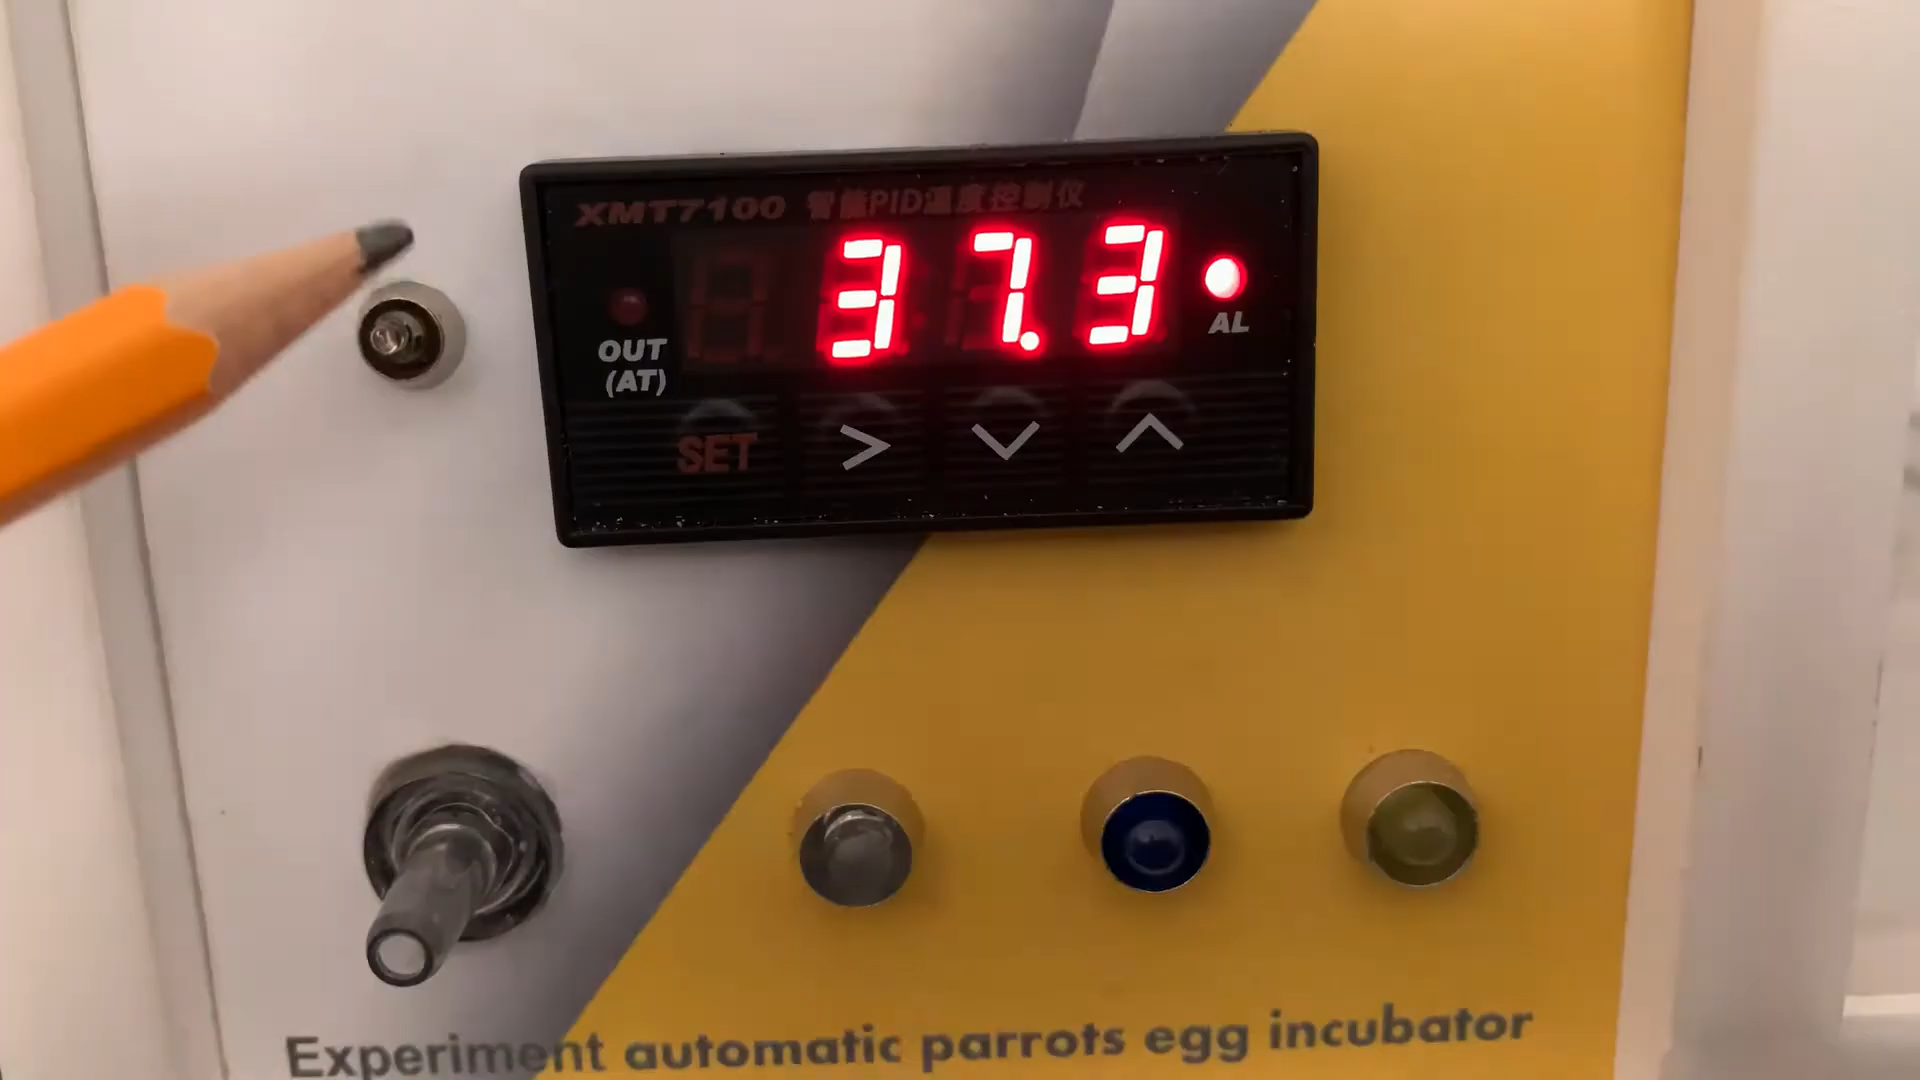 XMT7100 智能PID温度控制仪
37.3
OUT
(AT)
AL
SET
Experiment automatic parrots egg incubator